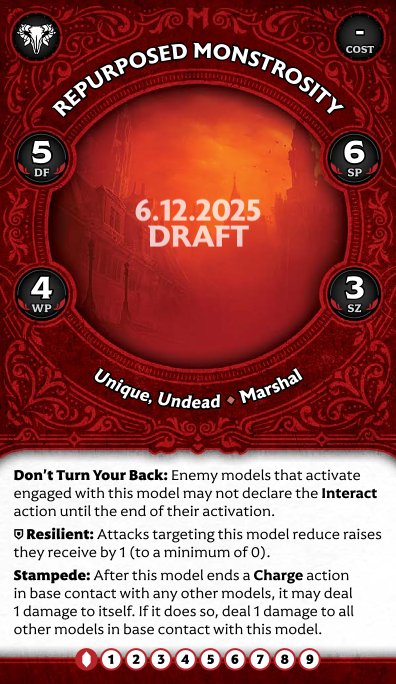 -
COST
REPURPOSED MONSTROSITY
5
DF
6
SP
6.12.2025
DRAFT
4
WP
3
SZ
Unique, Undead ♦ Marshal
Don't Turn Your Back: Enemy models that activate
engaged with this model may not declare the Interact
action until the end of their activation.
Resilient: Attacks targeting this model reduce raises
they receive by 1 (to a minimum of 0).
Stampede: After this model ends a Charge action
in base contact with any other models, it may deal
1 damage to itself. If it does so, deal 1 damage to all
other models in base contact with this model.
1 2 3 4 5 6 7 8 9